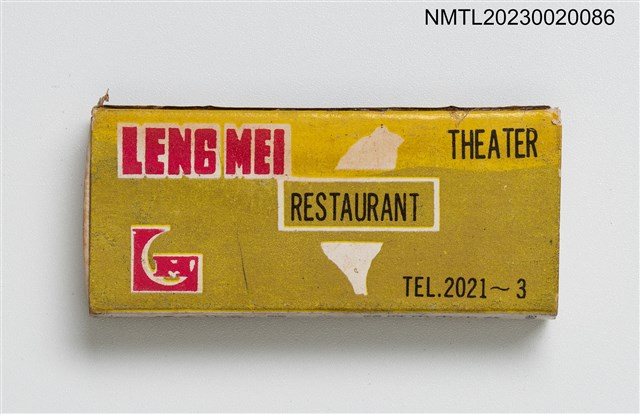 NMTL20230020086
LENG MEI
THEATER
RESTAURANT
TEL.2021~3